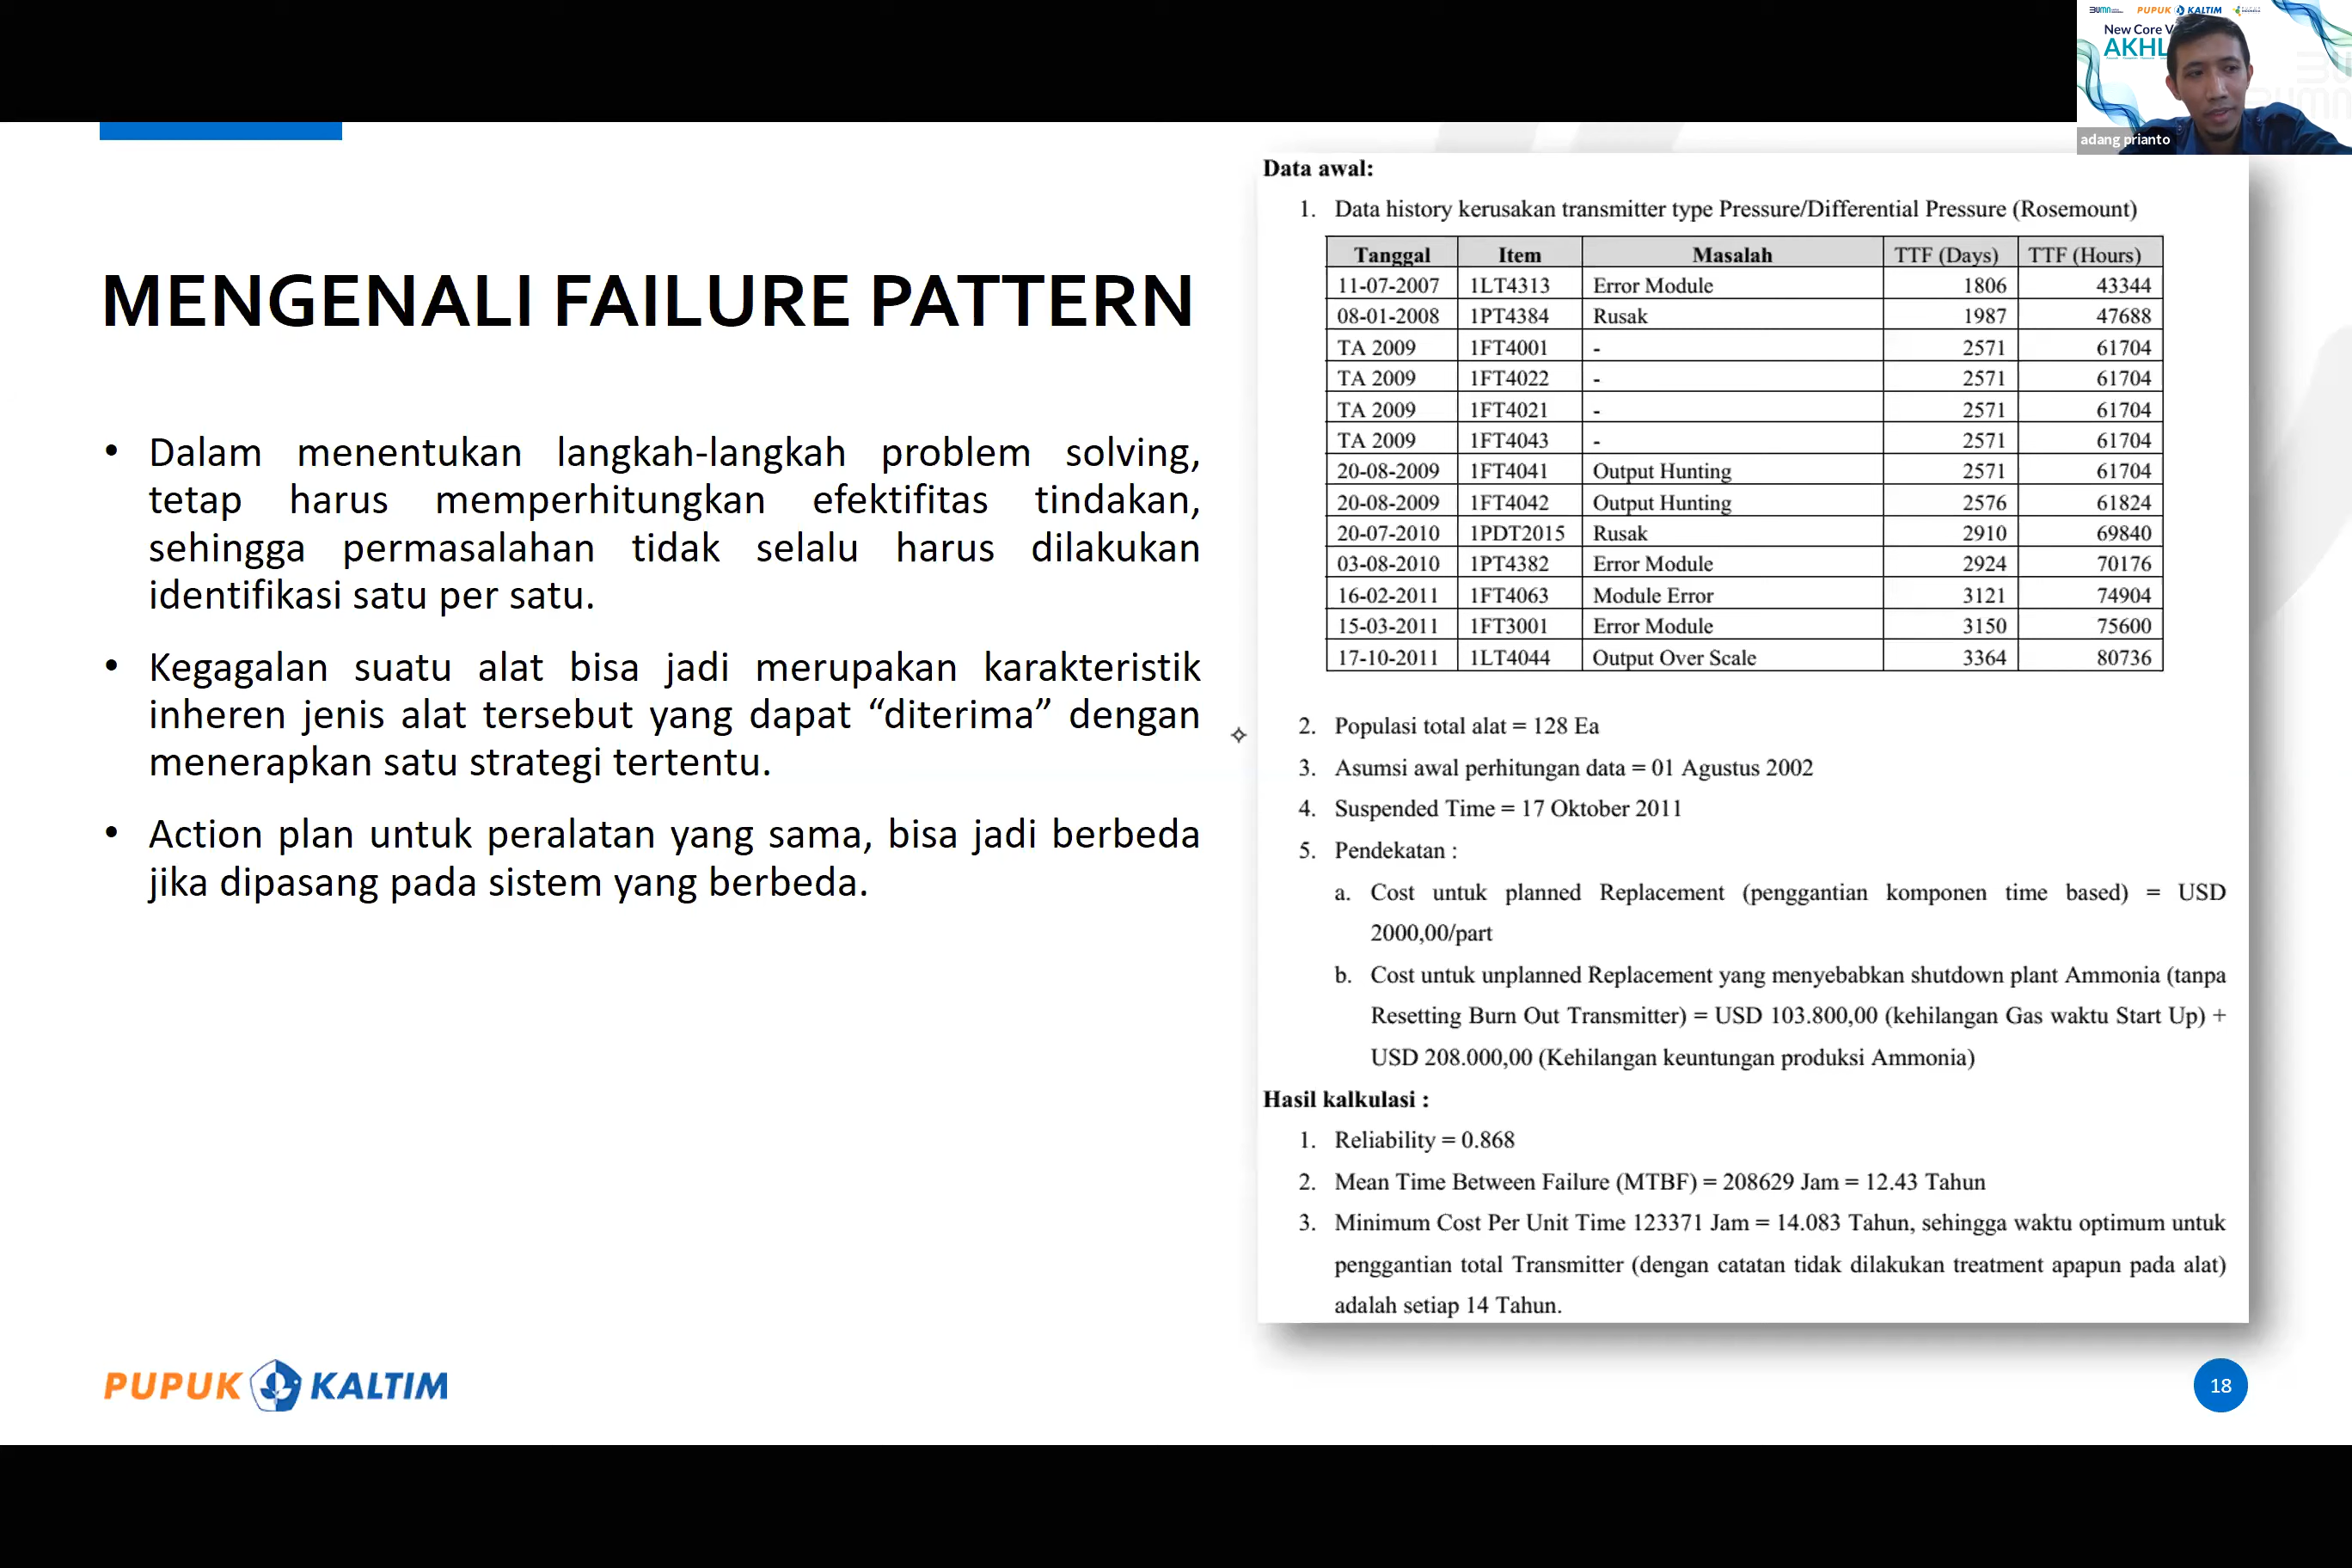 BUMN
PUPUK KALTIM
New Core V
AKHL
adang prianto
MENGENALI FAILURE PATTERN
• Dalam menentukan langkah-langkah problem solving,
tetap harus memperhitungkan efektifitas tindakan,
sehingga permasalahan tidak selalu harus dilakukan
identifikasi satu per satu.
• Kegagalan suatu alat bisa jadi merupakan karakteristik
inheren jenis alat tersebut yang dapat “diterima” dengan
menerapkan satu strategi tertentu.
• Action plan untuk peralatan yang sama, bisa jadi berbeda
jika dipasang pada sistem yang berbeda.
Data awal:
1. Data history kerusakan transmitter type Pressure/Differential Pressure (Rosemount)
Tanggal Item Masalah TTF (Days) TTF (Hours)
11-07-2007 1LT4313 Error Module 1806 43344
08-01-2008 1PT4384 Rusak 1987 47688
TA 2009 1FT4001 - 2571 61704
TA 2009 1FT4022 - 2571 61704
TA 2009 1FT4021 - 2571 61704
TA 2009 1FT4043 - 2571 61704
20-08-2009 1FT4041 Output Hunting 2571 61704
20-08-2009 1FT4042 Output Hunting 2576 61824
20-07-2010 1PDT2015 Rusak 2910 69840
03-08-2010 1PT4382 Error Module 2924 70176
16-02-2011 1FT4063 Module Error 3121 74904
15-03-2011 1FT3001 Error Module 3150 75600
17-10-2011 1LT4044 Output Over Scale 3364 80736
2. Populasi total alat = 128 Ea
3. Asumsi awal perhitungan data = 01 Agustus 2002
4. Suspended Time = 17 Oktober 2011
5. Pendekatan :
a. Cost untuk planned Replacement (penggantian komponen time based) = USD
2000,00/part
b. Cost untuk unplanned Replacement yang menyebabkan shutdown plant Ammonia (tanpa
Resetting Burn Out Transmitter) = USD 103.800,00 (kehilangan Gas waktu Start Up) +
USD 208.000,00 (Kehilangan keuntungan produksi Ammonia)
Hasil kalkulasi :
1. Reliability = 0.868
2. Mean Time Between Failure (MTBF) = 208629 Jam = 12.43 Tahun
3. Minimum Cost Per Unit Time 123371 Jam = 14.083 Tahun, sehingga waktu optimum untuk
penggantian total Transmitter (dengan catatan tidak dilakukan treatment apapun pada alat)
adalah setiap 14 Tahun.
PUPUK KALTIM
18